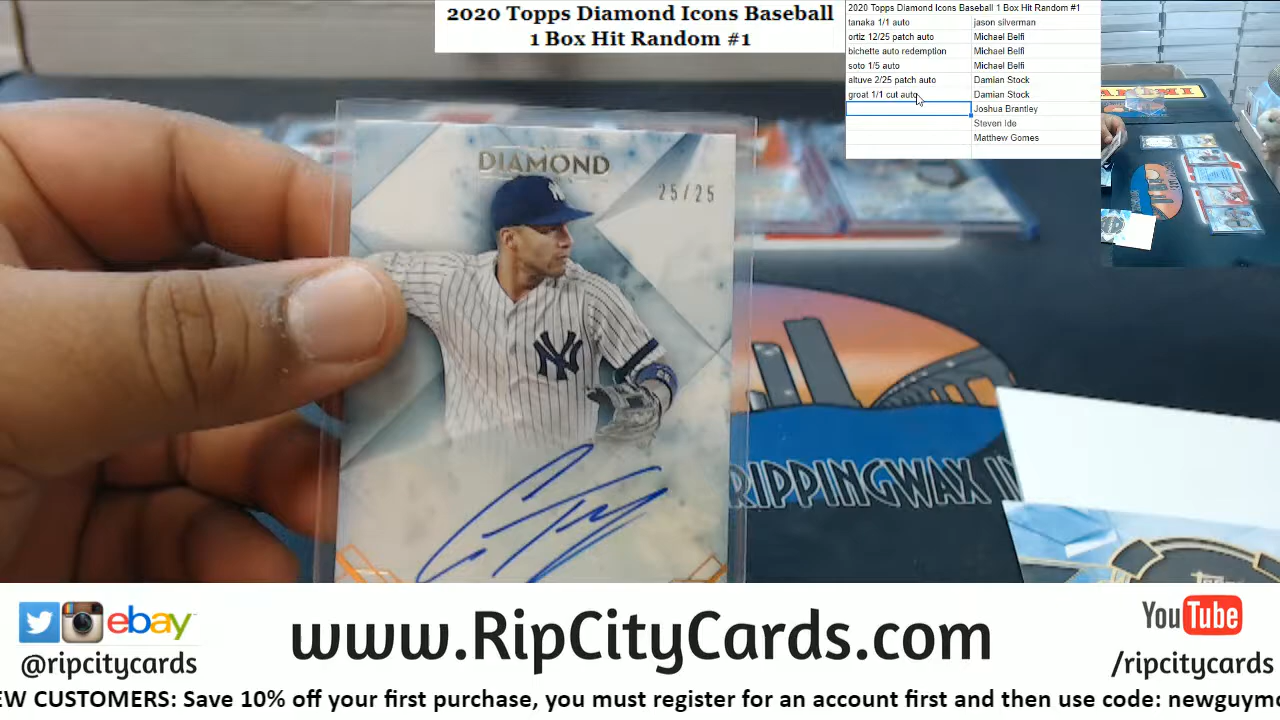 2020 Topps Diamond Icons Baseball
1 Box Hit Random #1
2020 Topps Diamond Icons Baseball 1 Box Hit Random #1
tanaka 1/1 auto jason silverman
ortiz 12/25 patch auto Michael Belfi
bichette auto redemption Michael Belfi
soto 1/5 auto Michael Belfi
altuve 2/25 patch auto Damian Stock
groat 1/1 cut auto Damian Stock
Joshua Brantley
Steven Ide
Matthew Gomes
DIAMOND
25/25
NY
RIPPINGWAX
ebay
@ripcitycards
www.RipCityCards.com
YouTube
/ripcitycards
EW CUSTOMERS: Save 10% off your first purchase, you must register for an account first and then use code: newguym